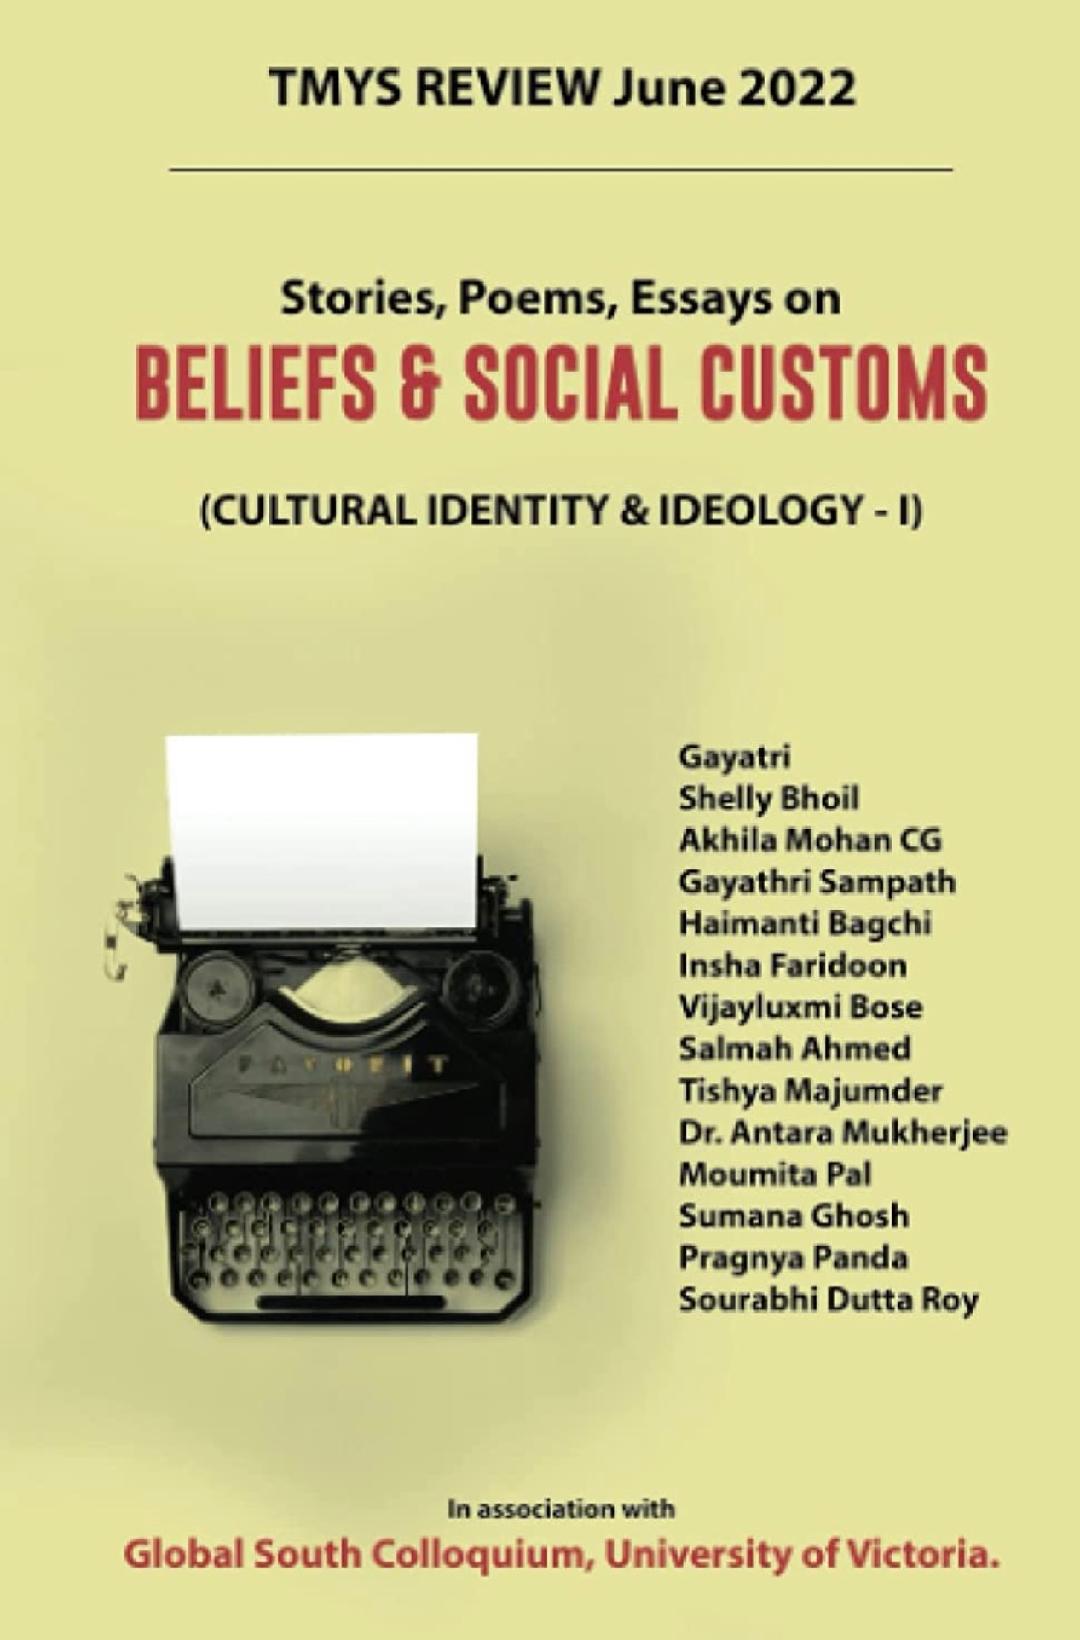 TMYS REVIEW June 2022
Stories, Poems, Essays on
BELIEFS & SOCIAL CUSTOMS
(CULTURAL IDENTITY & IDEOLOGY - I)
FAVORIT
Gayatri
Shelly Bhoil
Akhila Mohan CG
Gayathri Sampath
Haimanti Bagchi
Insha Faridoon
Vijayluxmi Bose
Salmah Ahmed
Tishya Majumder
Dr. Antara Mukherjee
Moumita Pal
Sumana Ghosh
Pragnya Panda
Sourabhi Dutta Roy
In association with
Global South Colloquium, University of Victoria.